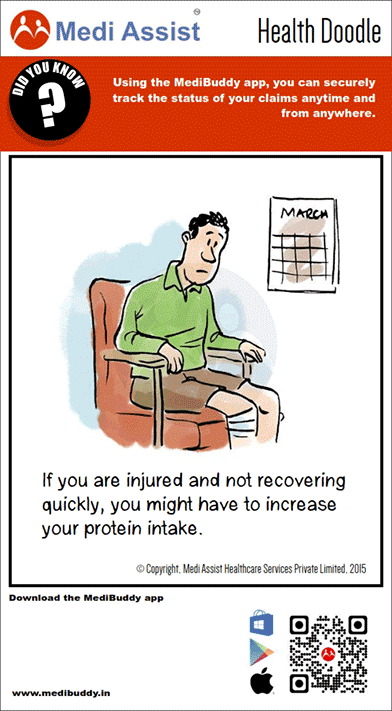 Medi Assist
Health Doodle
DID YOU KNOW
?
Using the MediBuddy app, you can securely
track the status of your claims anytime and
from anywhere.
MARCH
If you are injured and not recovering
quickly, you might have to increase
your protein intake.
© Copyright, Medi Assist Healthcare Services Private Limited, 2015
Download the MediBuddy app
www.medibuddy.in